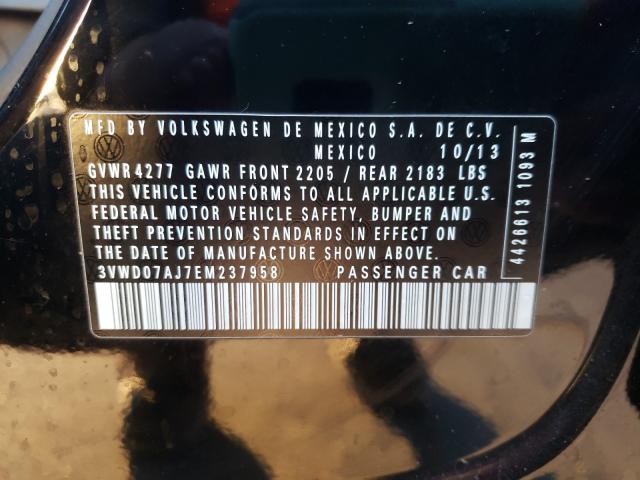 MFD BY VOLKSWAGEN DE MEXICO S.A. DE C.V.
MEXICO 10/13
GVWR 4277 GAWR FRONT 2205 / REAR 2183 LBS
THIS VEHICLE CONFORMS TO ALL APPLICABLE U.S.
FEDERAL MOTOR VEHICLE SAFETY, BUMPER AND
THEFT PREVENTION STANDARDS IN EFFECT ON
THE DATE OF MANUFACTURE SHOWN ABOVE.
3VWD07AJ7EM237958 PASSENGER CAR
4426613 1093 M